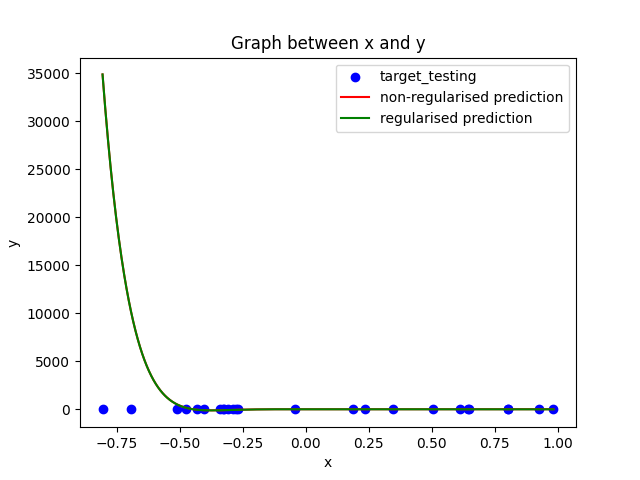 Graph between x and y
target_testing
non-regularised prediction
regularised prediction
35000
30000
25000
20000
15000
10000
5000
0
y
−0.75
−0.50
−0.25
0.00
0.25
0.50
0.75
1.00
x